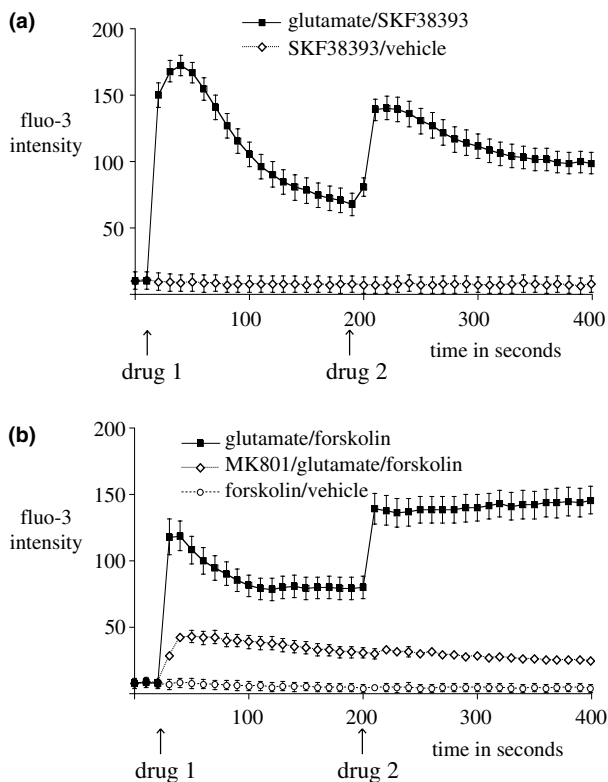 (a)
glutamate/SKF38393
SKF38393/vehicle
200
150
fluo-3
intensity
100
50
100
200
300
400
time in seconds
drug 1
drug 2
(b)
200
glutamate/forskolin
MK801/glutamate/forskolin
forskolin/vehicle
150
fluo-3
intensity
100
50
100
200
300
400
time in seconds
drug 1
drug 2